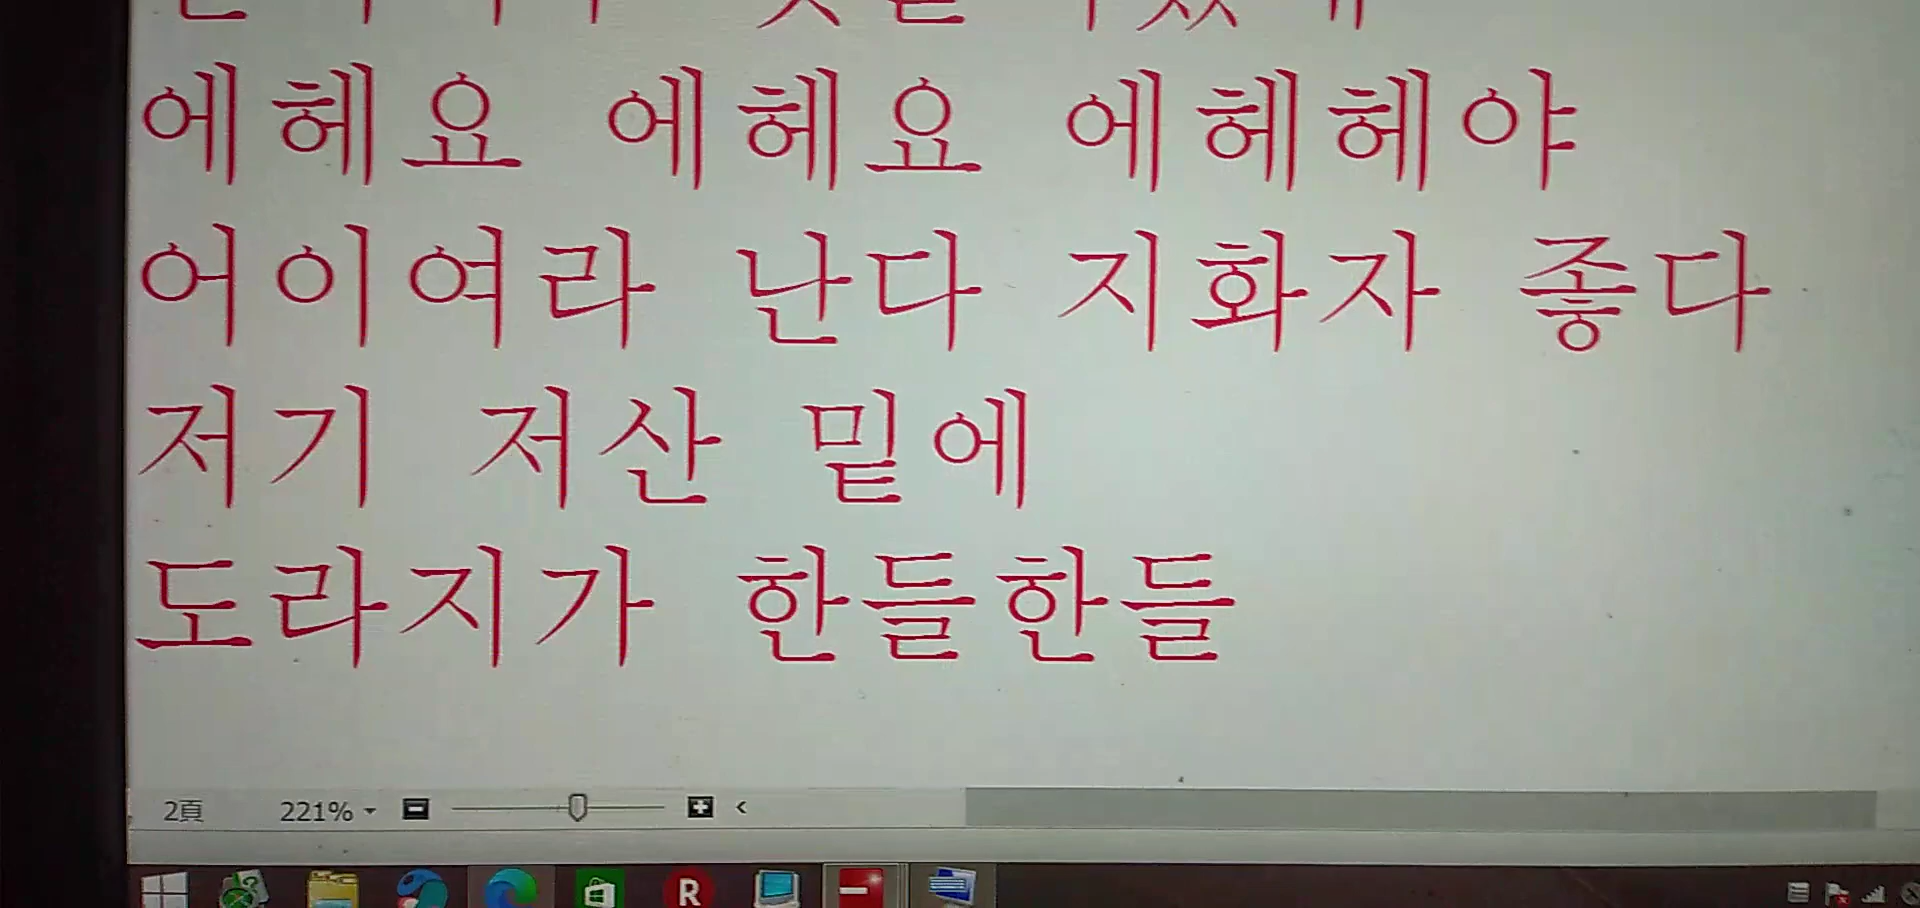 에헤요 에헤요 에헤헤야
어이여라 난다 지화자 좋다
저기 저산 밑에
도라지가 한들한들
2頁 221%
R